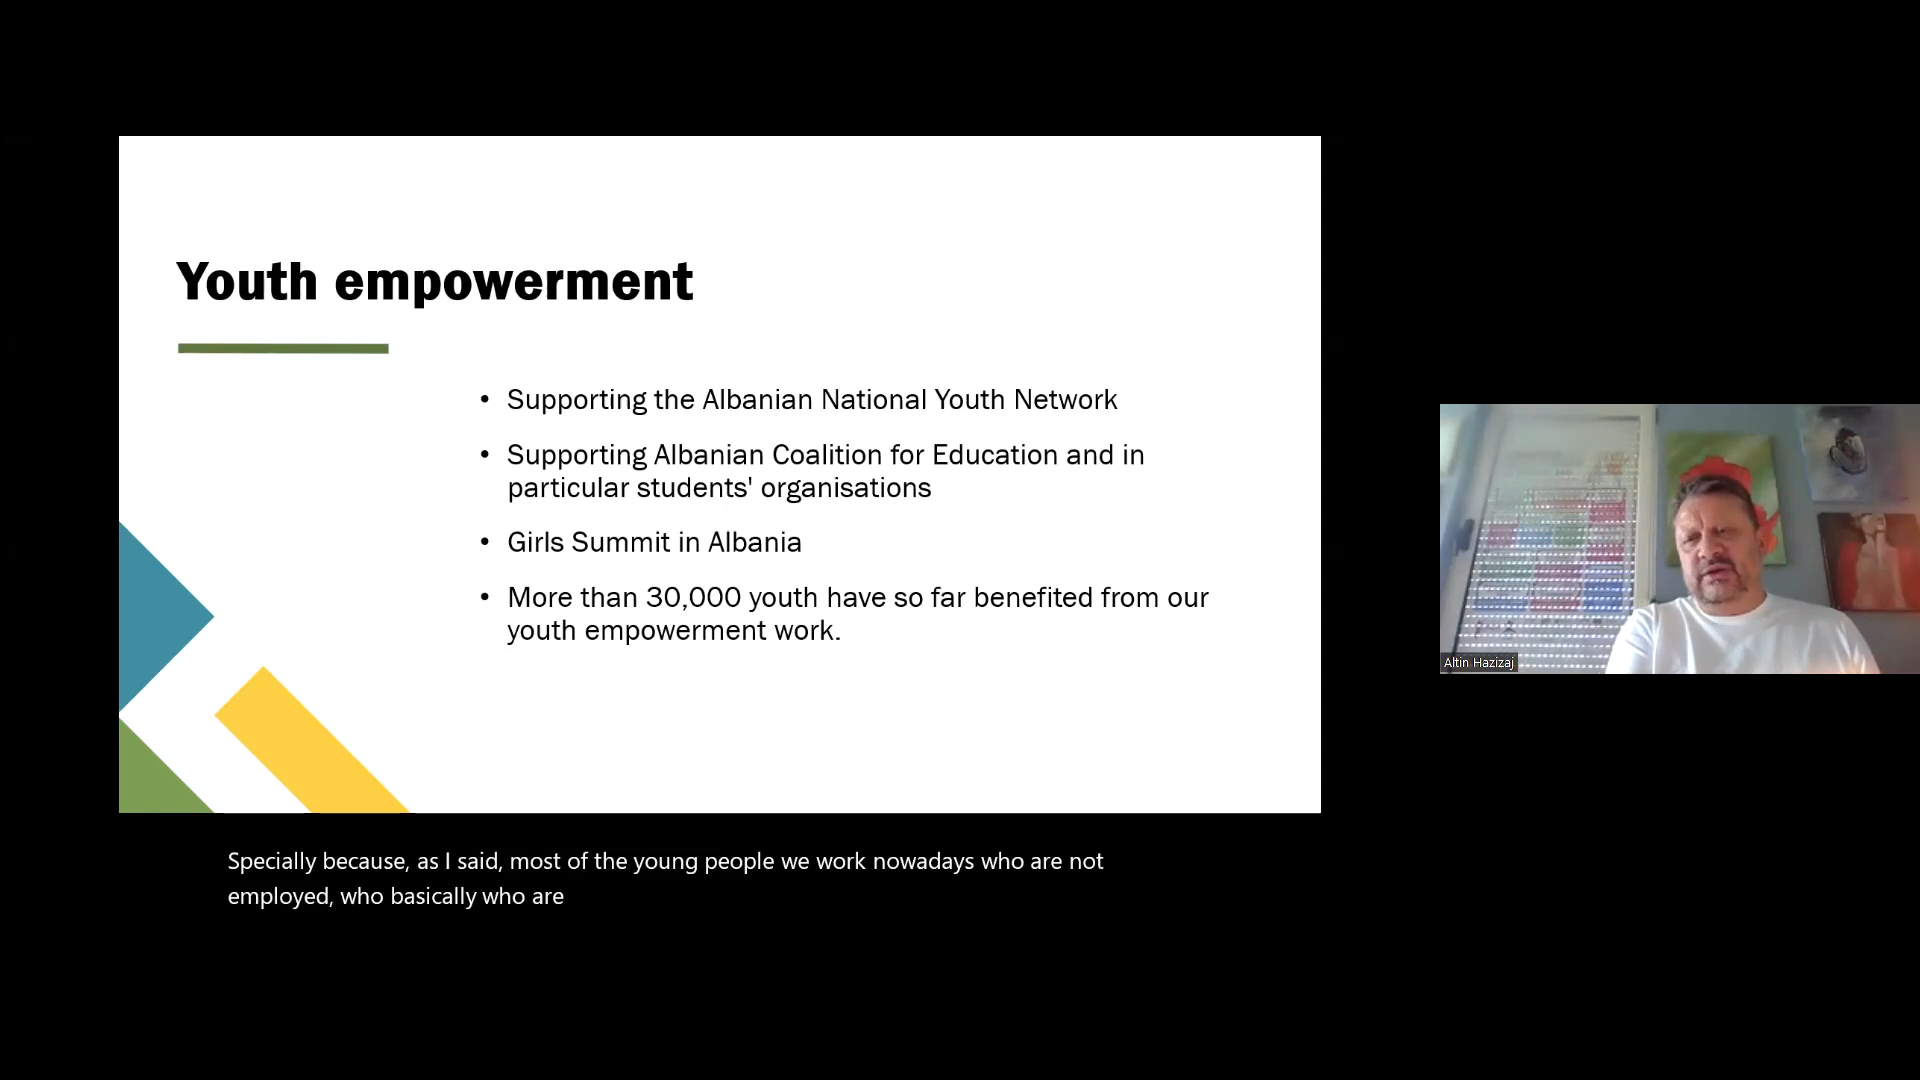 Youth empowerment
• Supporting the Albanian National Youth Network
• Supporting Albanian Coalition for Education and in
particular students' organisations
• Girls Summit in Albania
• More than 30,000 youth have so far benefited from our
youth empowerment work.
Altin Hazizaj
Specially because, as I said, most of the young people we work nowadays who are not
employed, who basically who are